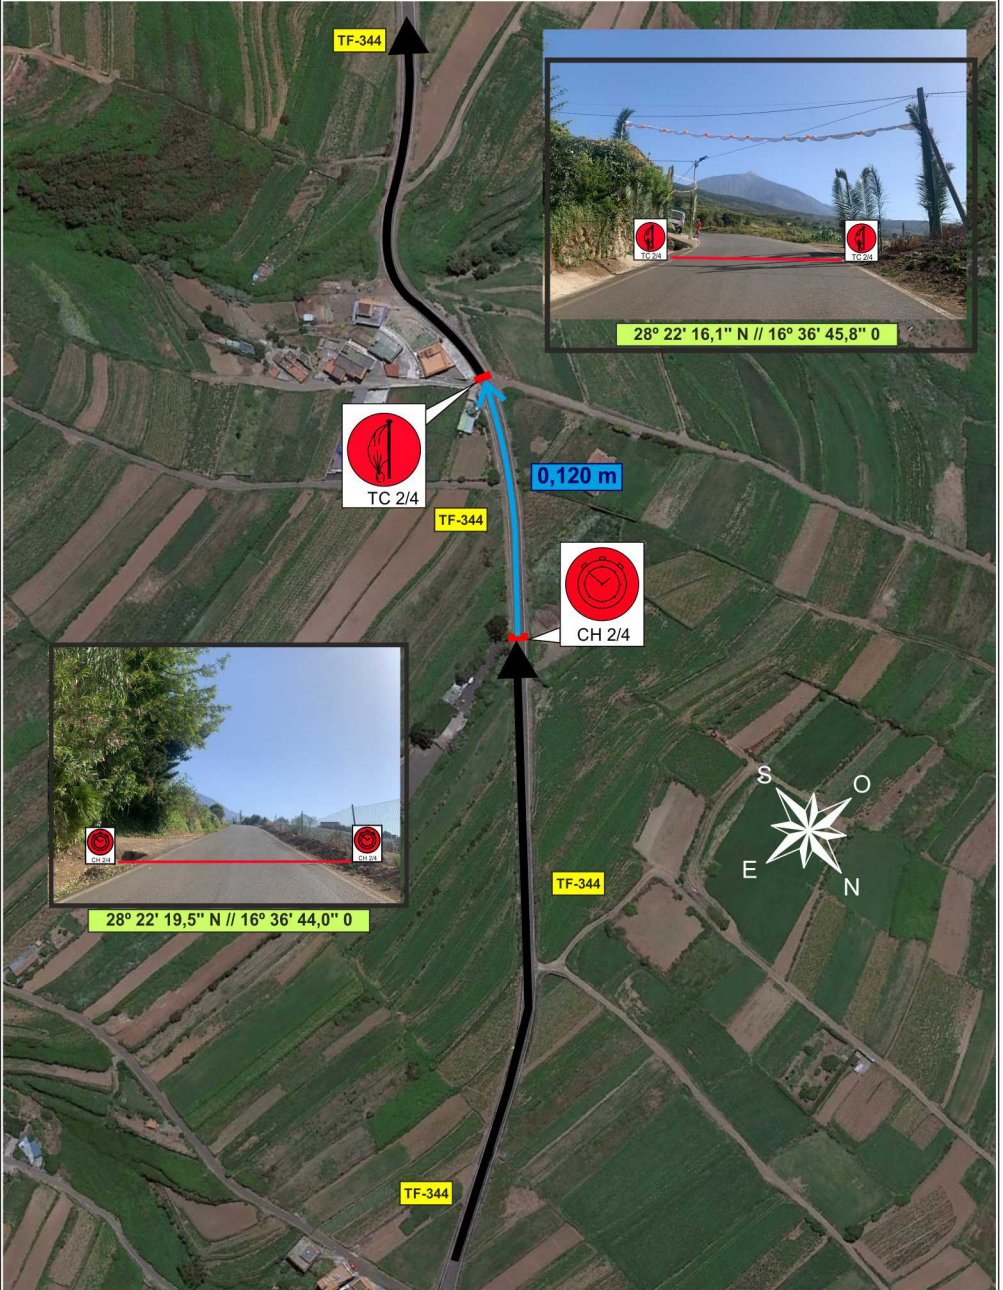 TF-344
TC 2/4
TC 2/4
28º 22' 16,1'' N // 16º 36' 45,8'' 0
TC 2/4
0,120 m
TF-344
CH 2/4
S
O
E
N
CH 2/4
CH 2/4
TF-344
28º 22' 19,5'' N // 16º 36' 44,0'' 0
TF-344